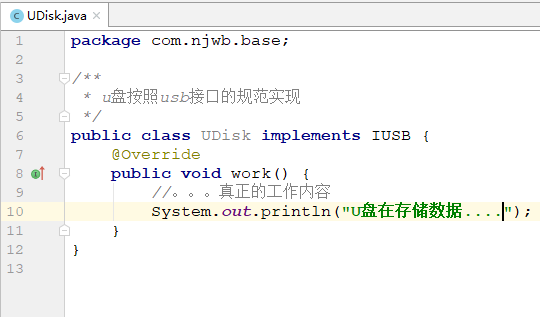 UDisk.java
1 package com.njwb.base;
2
3 /**
4 * u盘按照usb接口的规范实现
5 */
6 public class UDisk implements IUSB {
7 @Override
8 public void work() {
9 //。。。真正的工作内容
10 System.out.println("U盘在存储数据....");
11 }
12 }
13